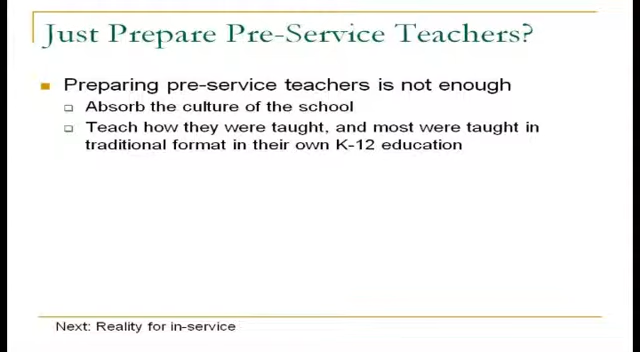 Just Prepare Pre-Service Teachers?
Preparing pre-service teachers is not enough
Absorb the culture of the school
Teach how they were taught, and most were taught in
traditional format in their own K-12 education
Next: Reality for in-service